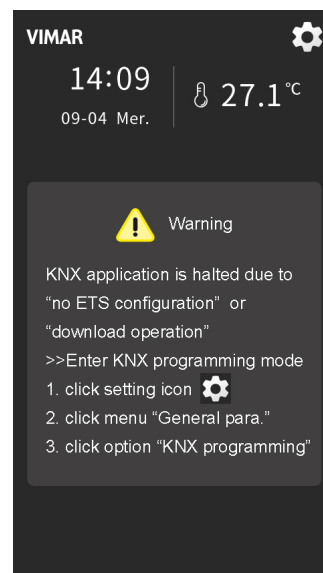 VIMAR
14:09
09-04 Mer.
27.1°C
Warning
KNX application is halted due to
“no ETS configuration” or
“download operation”
>>Enter KNX programming mode
1. click setting icon
2. click menu “General para.”
3. click option “KNX programming”